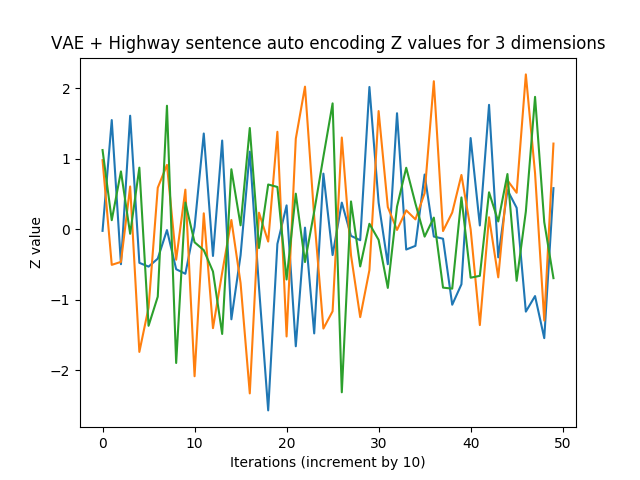 VAE + Highway sentence auto encoding Z values for 3 dimensions
2
1
0
−1
−2
Z value
0 10 20 30 40 50
Iterations (increment by 10)